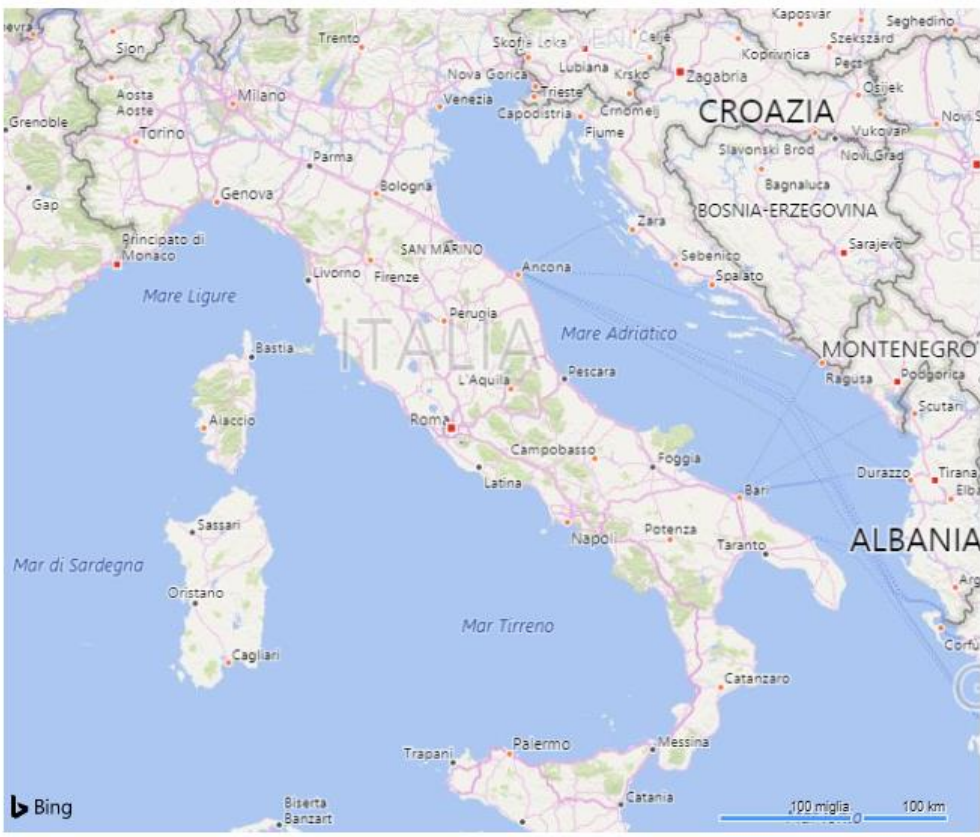 Kaposvár
Seghedino
Sion
Trento
Skofja Loka
Celje
Koprivnica
Szekszárd
Lubiana
Pecs
Nova Gorica
Krsko
Zagabria
Aosta
Aoste
Milano
Venezia
Trieste
Osijek
Capodistria
Crnomelj
CROAZIA
Grenoble
Torino
Fiume
Vukovar
Novi S
Parma
Slavonski Brod
Novi Grad
Gap
Genova
Bologna
Bagnaluca
BOSNIA-ERZEGOVINA
Zara
Principato di
Monaco
SAN MARINO
Sarajevo
Livorno
Firenze
Ancona
Sebenico
Spalato
Mare Ligure
Perugia
ITALIA
Mare Adriatico
Bastia
MONTENEGRO
L'Aquila
Pescara
Ragusa
Podgorica
Aiaccio
Roma
Scutari
Campobasso
Foggia
Latina
Durazzo
Tirana
Elba
Bari
Sassari
Napoli
Potenza
Taranto
ALBANIA
Mar di Sardegna
Arg
Oristano
Mar Tirreno
Corfù
Cagliari
Catanzaro
Trapani
Palermo
Messina
Bing
Biserta
Banzart
Catania
100 miglia
100 km